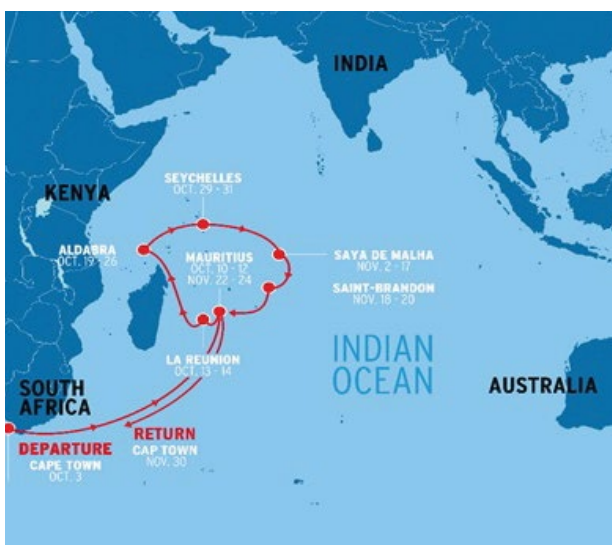 INDIA
SEYCHELLES
OCT. 29 - 31
KENYA
ALDABRA
OCT. 19 - 26
MAURITIUS
OCT. 10 - 12
NOV. 22 - 24
SAYA DE MALHA
NOV. 2 - 17
SAINT-BRANDON
NOV. 18 - 20
LA REUNION
OCT. 13 - 14
INDIAN
OCEAN
AUSTRALIA
SOUTH
AFRICA
DEPARTURE
CAPE TOWN
OCT. 3
RETURN
CAP TOWN
NOV. 30